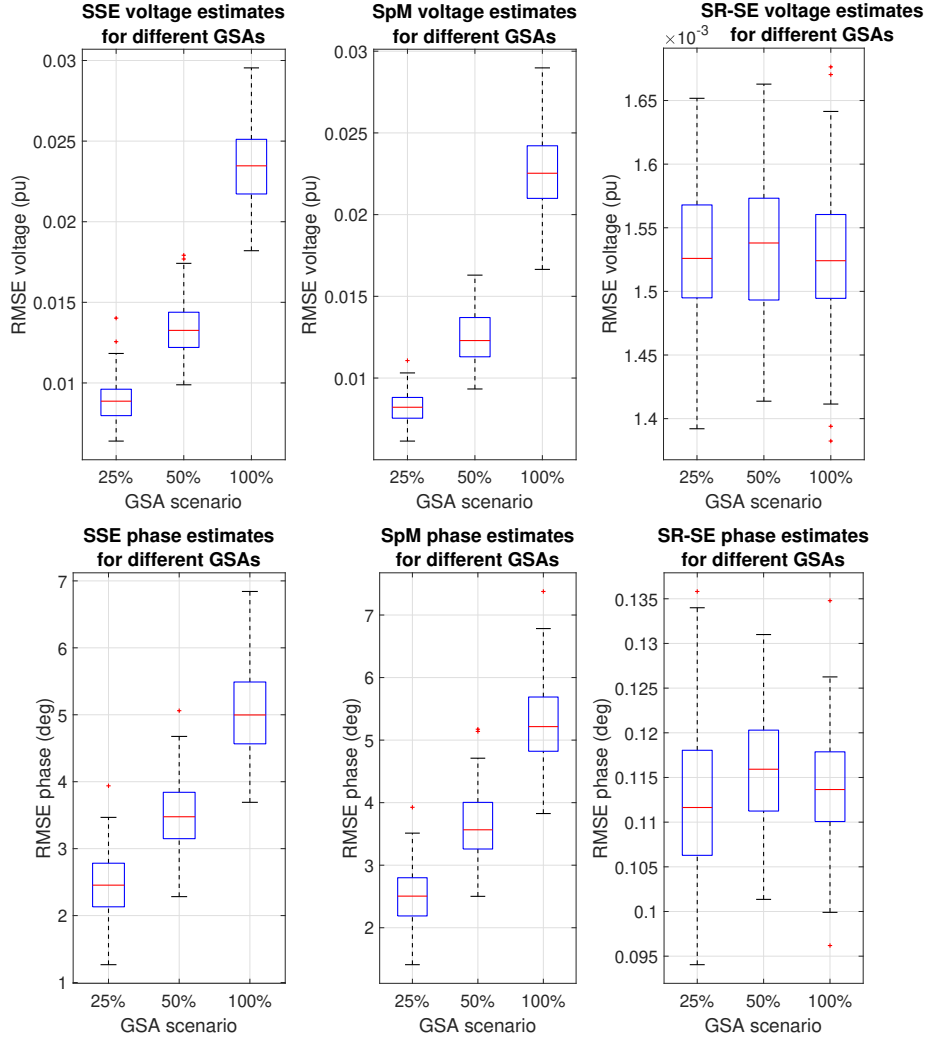 SSE voltage estimates
for different GSAs
0.03
0.025
0.02
0.015
0.01
RMSE voltage (pu)
25%
50%
100%
GSA scenario
SpM voltage estimates
for different GSAs
0.03
0.025
0.02
0.015
0.01
RMSE voltage (pu)
25%
50%
100%
GSA scenario
SR-SE voltage estimates
for different GSAs
×10⁻³
1.65
1.6
1.55
1.5
1.45
1.4
RMSE voltage (pu)
25%
50%
100%
GSA scenario
SSE phase estimates
for different GSAs
7
6
5
4
3
2
1
RMSE phase (deg)
25%
50%
100%
GSA scenario
SpM phase estimates
for different GSAs
7
6
5
4
3
2
RMSE phase (deg)
25%
50%
100%
GSA scenario
SR-SE phase estimates
for different GSAs
0.135
0.13
0.125
0.12
0.115
0.11
0.105
0.1
0.095
RMSE phase (deg)
25%
50%
100%
GSA scenario